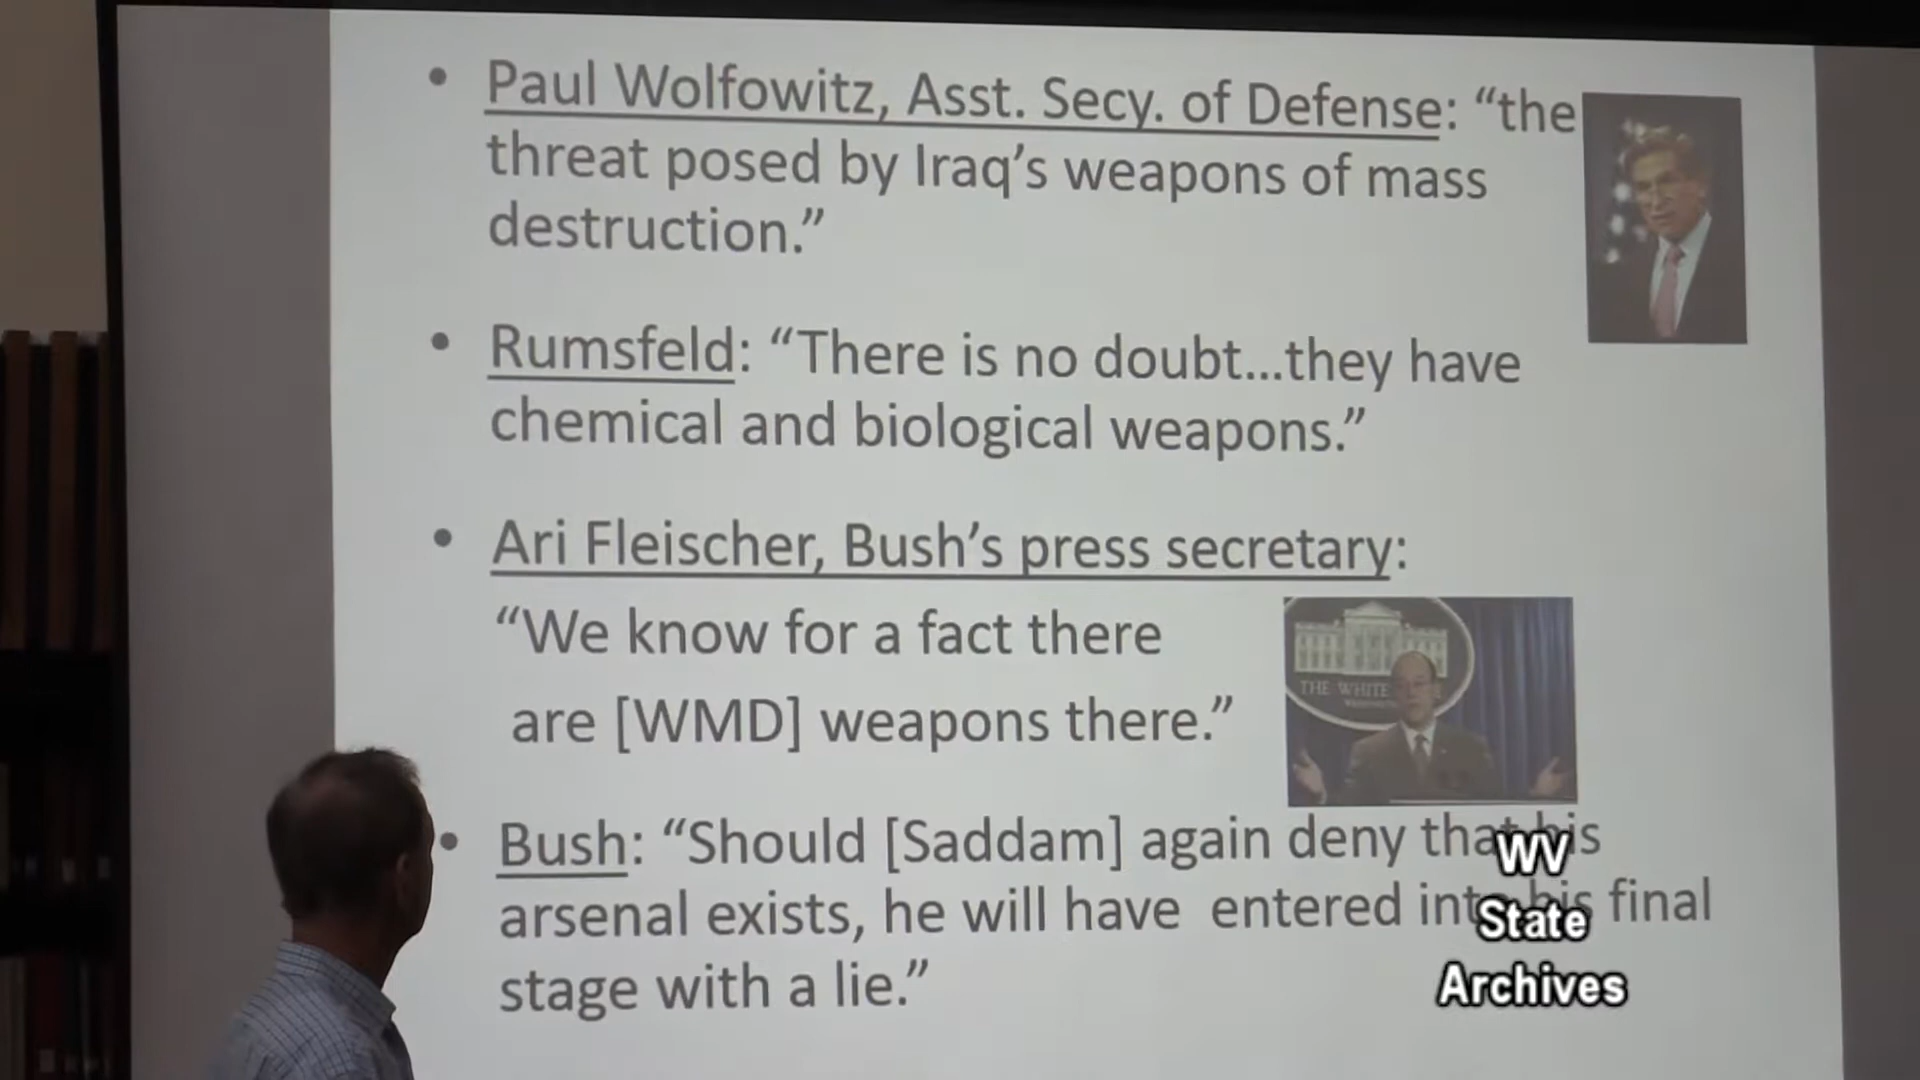 • Paul Wolfowitz, Asst. Secy. of Defense: “the
threat posed by Iraq’s weapons of mass
destruction.”
• Rumsfeld: “There is no doubt...they have
chemical and biological weapons.”
• Ari Fleischer, Bush’s press secretary:
“We know for a fact there
are [WMD] weapons there.”
THE WHITE
• Bush: “Should [Saddam] again deny that his
arsenal exists, he will have entered into his final
stage with a lie.”
WV
State
Archives